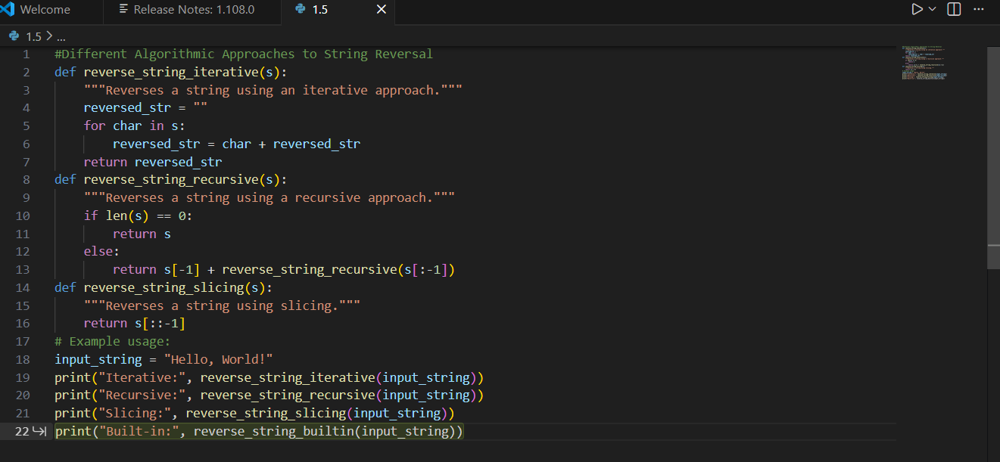 Welcome
Release Notes: 1.108.0
1.5
1.5 > ...
1 #Different Algorithmic Approaches to String Reversal
2 def reverse_string_iterative(s):
3     """Reverses a string using an iterative approach."""
4     reversed_str = ""
5     for char in s:
6         reversed_str = char + reversed_str
7     return reversed_str
8 def reverse_string_recursive(s):
9     """Reverses a string using a recursive approach."""
10     if len(s) == 0:
11         return s
12     else:
13         return s[-1] + reverse_string_recursive(s[:-1])
14 def reverse_string_slicing(s):
15     """Reverses a string using slicing."""
16     return s[::-1]
17 # Example usage:
18 input_string = "Hello, World!"
19 print("Iterative:", reverse_string_iterative(input_string))
20 print("Recursive:", reverse_string_recursive(input_string))
21 print("Slicing:", reverse_string_slicing(input_string))
22 print("Built-in:", reverse_string_builtin(input_string))